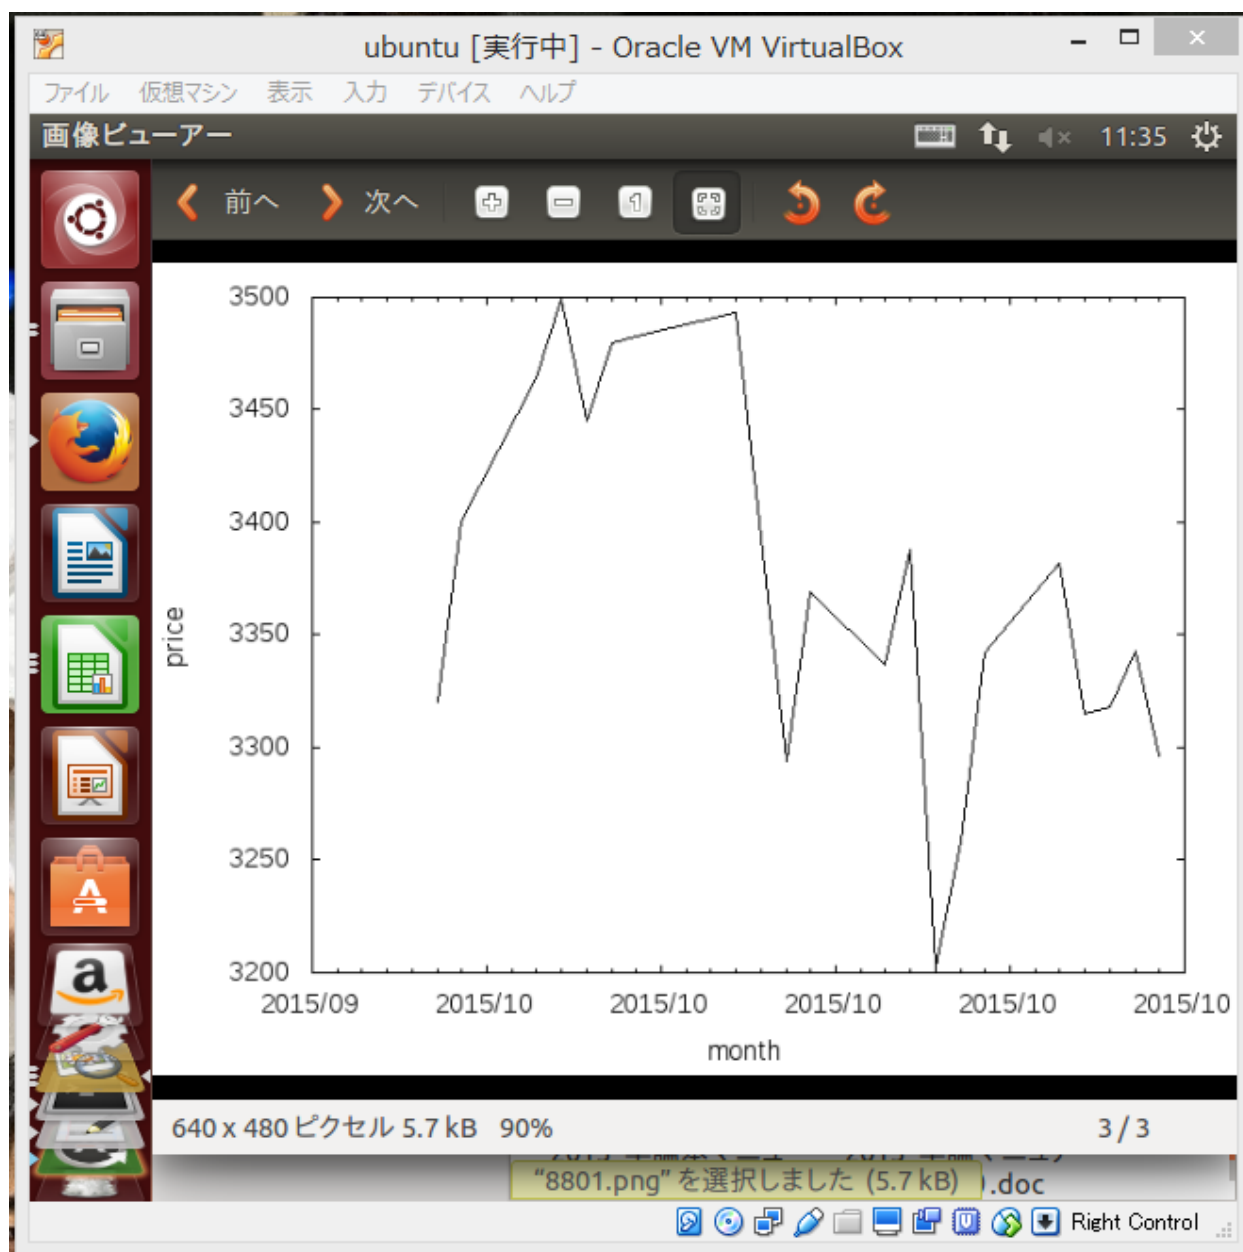 ubuntu [実行中] - Oracle VM VirtualBox
ファイル 仮想マシン 表示 入力 デバイス ヘルプ
画像ビューアー 11:35
前へ 次へ
3500
3450
3400
3350
price
3300
3250
3200
2015/09 2015/10 2015/10 2015/10 2015/10 2015/10
month
640 x 480 ピクセル 5.7 kB 90% 3 / 3
“8801.png” を選択しました (5.7 kB) ).doc
Right Control